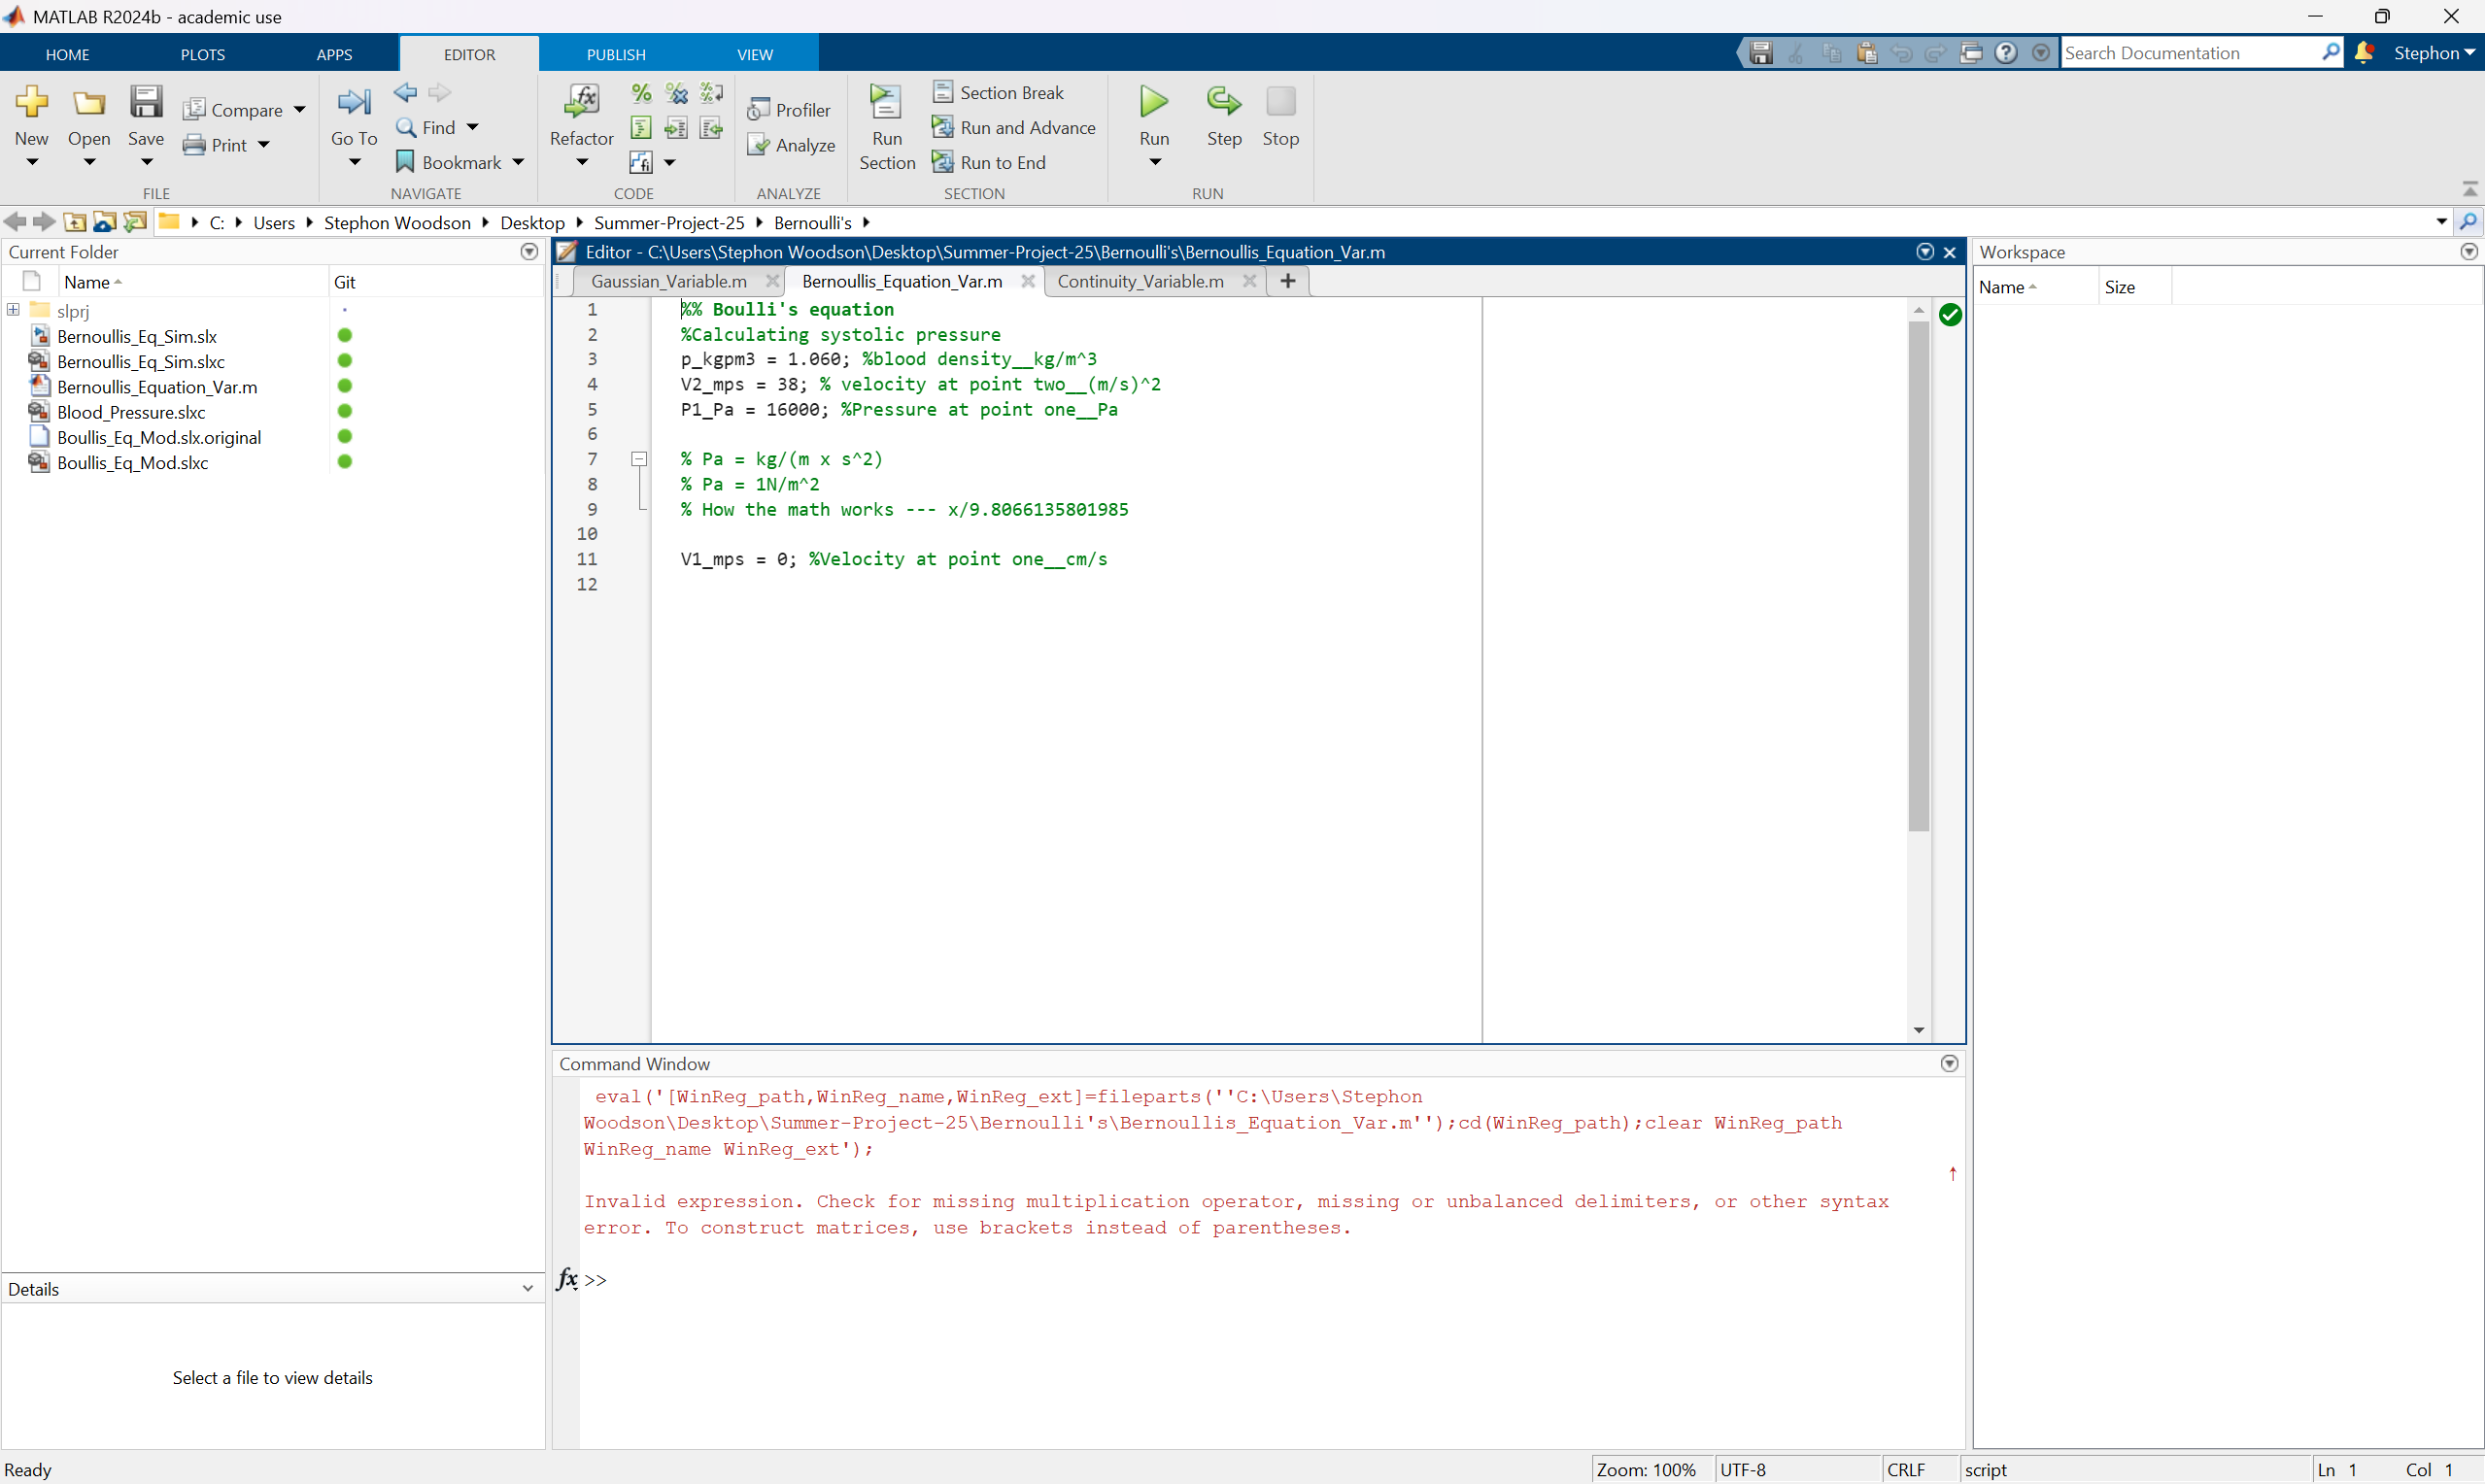 MATLAB R2024b - academic use
HOME PLOTS APPS EDITOR PUBLISH VIEW Search Documentation Stephon
New Open Save Compare Print Go To Find Bookmark Refactor Profiler Analyze Run Section Section Break Run and Advance Run to End Run Step Stop
FILE NAVIGATE CODE ANALYZE SECTION RUN
C: Users Stephon Woodson Desktop Summer-Project-25 Bernoulli's
Current Folder
Name Git
slprj
Bernoullis_Eq_Sim.slx
Bernoullis_Eq_Sim.slxc
Bernoullis_Equation_Var.m
Blood_Pressure.slxc
Boullis_Eq_Mod.slx.original
Boullis_Eq_Mod.slxc
Details
Select a file to view details
Editor - C:\Users\Stephon Woodson\Desktop\Summer-Project-25\Bernoulli's\Bernoullis_Equation_Var.m
Gaussian_Variable.m Bernoullis_Equation_Var.m Continuity_Variable.m +
1 %% Boulli's equation
2 %Calculating systolic pressure
3 p_kgpm3 = 1.060; %blood density__kg/m^3
4 V2_mps = 38; % velocity at point two__(m/s)^2
5 P1_Pa = 16000; %Pressure at point one__Pa
6
7 % Pa = kg/(m x s^2)
8 % Pa = 1N/m^2
9 % How the math works --- x/9.8066135801985
10
11 V1_mps = 0; %Velocity at point one__cm/s
12
Command Window
eval('[WinReg_path,WinReg_name,WinReg_ext]=fileparts(''C:\Users\Stephon
Woodson\Desktop\Summer-Project-25\Bernoulli's\Bernoullis_Equation_Var.m'');cd(WinReg_path);clear WinReg_path
WinReg_name WinReg_ext');
↑
Invalid expression. Check for missing multiplication operator, missing or unbalanced delimiters, or other syntax
error. To construct matrices, use brackets instead of parentheses.
fx >>
Workspace
Name Size
Ready
Zoom: 100% UTF-8 CRLF script Ln 1 Col 1